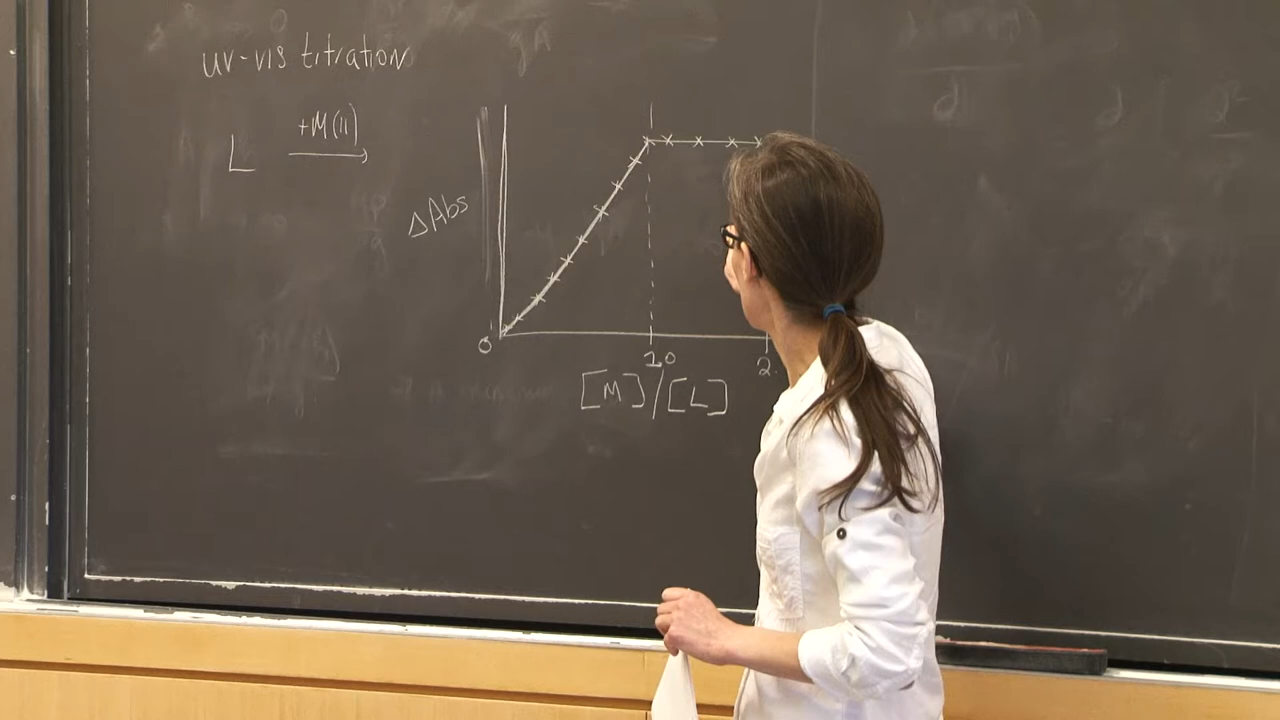 uv-vis titration
L +M(II)
ΔAbs
0
1.0
2.
[M]/[L]